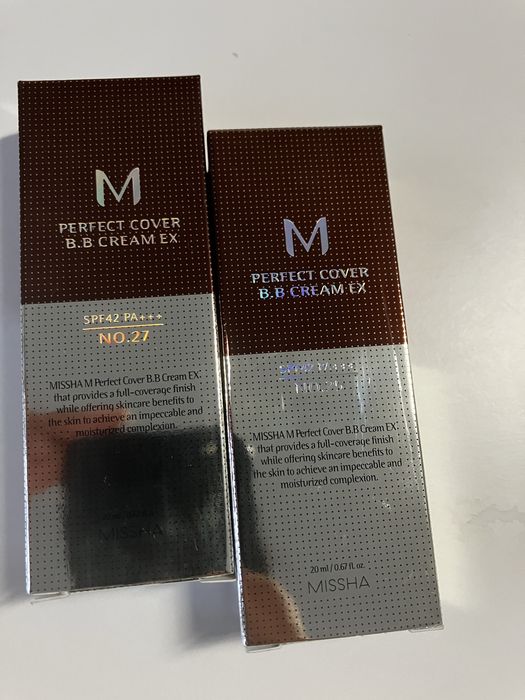 M
PERFECT COVER
B.B CREAM EX
SPF42 PA+++
NO.27
MISSHA M Perfect Cover B.B Cream EX
that provides a full-coverage finish
while offering skincare benefits to
the skin to achieve an impeccable and
moisturized complexion.
MISSHA
M
PERFECT COVER
B.B CREAM EX
SPF42 PA+++
MISSHA M Perfect Cover B.B Cream EX
that provides a full-coverage finish
while offering skincare benefits to
the skin to achieve an impeccable and
moisturized complexion.
20 ml / 0.67 fl. oz.
MISSHA